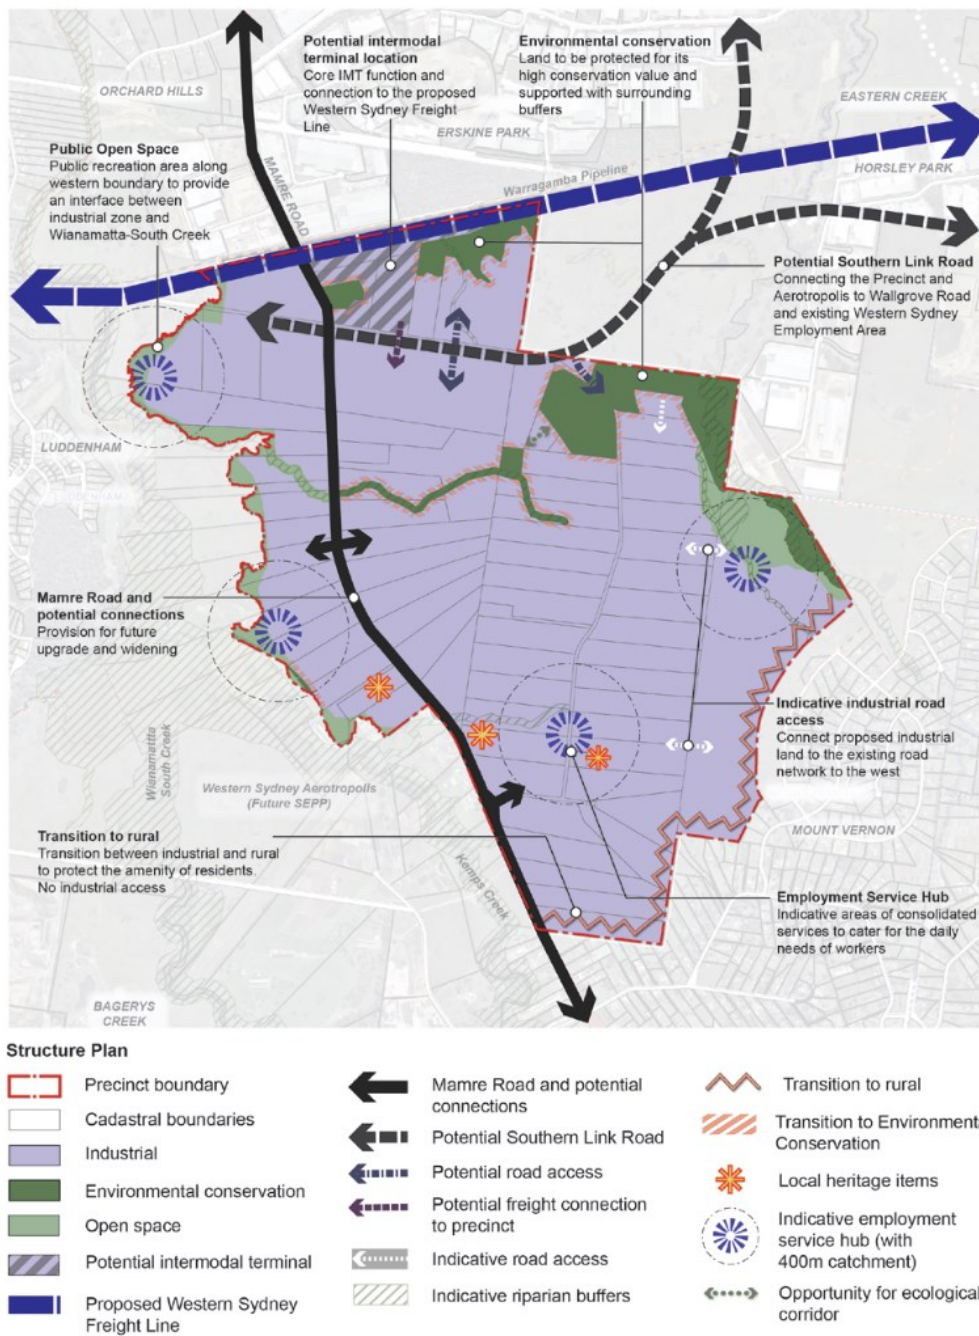 Potential intermodal
terminal location
Core IMT function and
connection to the proposed
Western Sydney Freight
Line
Environmental conservation
Land to be protected for its
high conservation value and
supported with surrounding
buffers
ORCHARD HILLS
EASTERN CREEK
ERSKINE PARK
Public Open Space
Public recreation area along
western boundary to provide
an interface between
industrial zone and
Wianamatta-South Creek
MAMRE ROAD
Warragamba Pipeline
HORSLEY PARK
Potential Southern Link Road
Connecting the Precinct and
Aerotropolis to Wallgrove Road
and existing Western Sydney
Employment Area
LUDDENHAM
Mamre Road and
potential connections
Provision for future
upgrade and widening
Indicative industrial road
access
Connect proposed industrial
land to the existing road
network to the west
Wianamattta
South Creek
Western Sydney Aerotropolis
(Future SEPP)
MOUNT VERNON
Transition to rural
Transition between industrial and rural
to protect the amenity of residents.
No industrial access
Kemps Creek
Employment Service Hub
Indicative areas of consolidated
services to cater for the daily
needs of workers
BAGERYS
CREEK
Structure Plan
Precinct boundary
Cadastral boundaries
Industrial
Environmental conservation
Open space
Potential intermodal terminal
Proposed Western Sydney
Freight Line
Mamre Road and potential
connections
Potential Southern Link Road
Potential road access
Potential freight connection
to precinct
Indicative road access
Indicative riparian buffers
Transition to rural
Transition to Environment
Conservation
Local heritage items
Indicative employment
service hub (with
400m catchment)
Opportunity for ecological
corridor